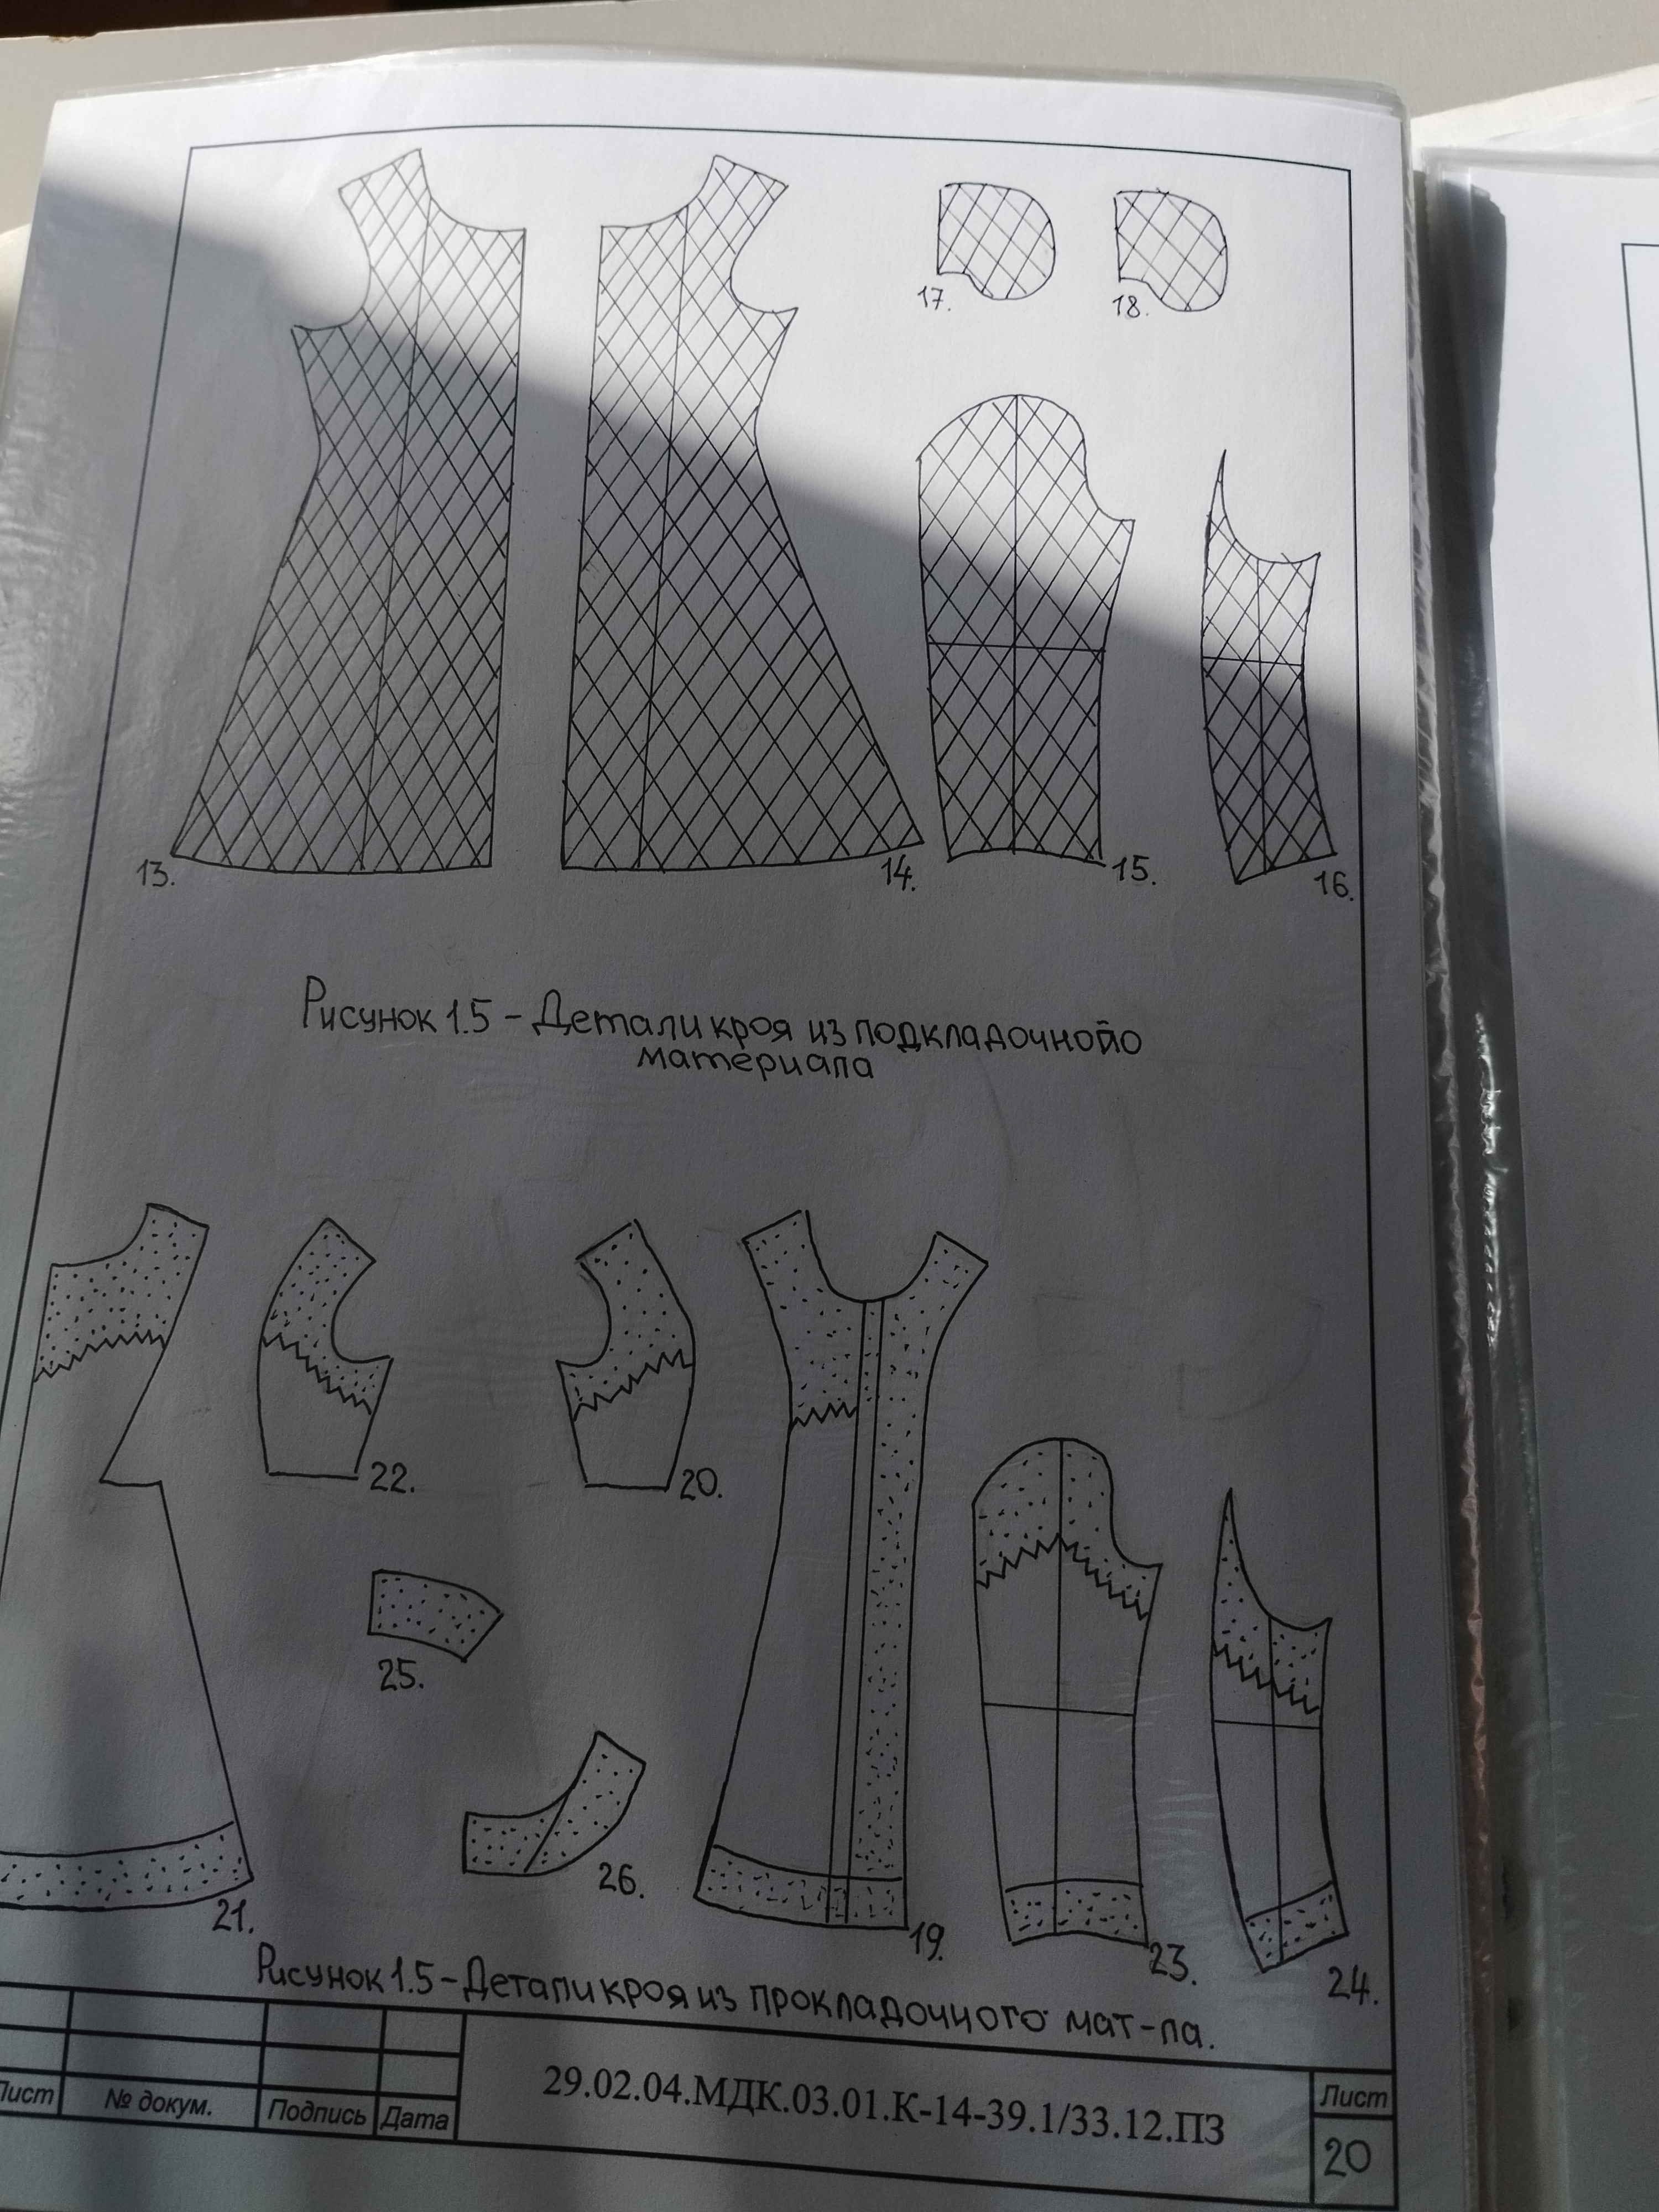 17.
18.
13.
14.
15.
16.
Рисунок 1.5 – Детали кроя из подкладочнойо
материала
22.
20.
25.
26.
21.
19.
23.
24.
Рисунок 1.5 – Детали кроя из прокладочного мат-ла.
Лист № докум. Подпись Дата
29.02.04.МДК.03.01.К-14-39.1/33.12.ПЗ
Лист
20